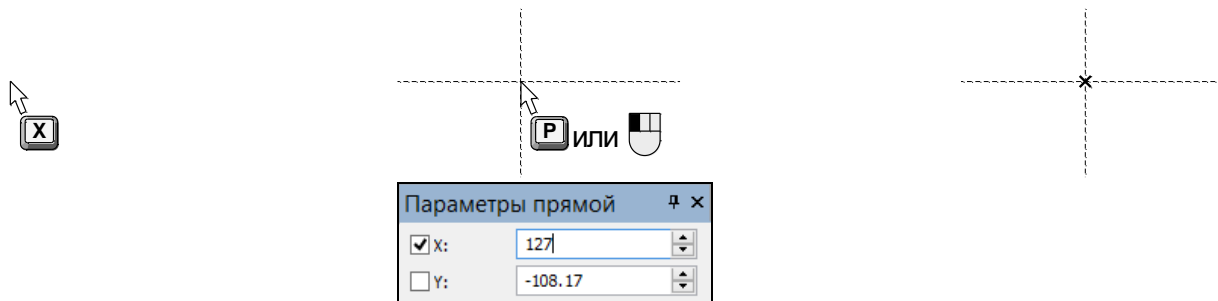 X
P или
Параметры прямой
X: 127
Y: -108.17